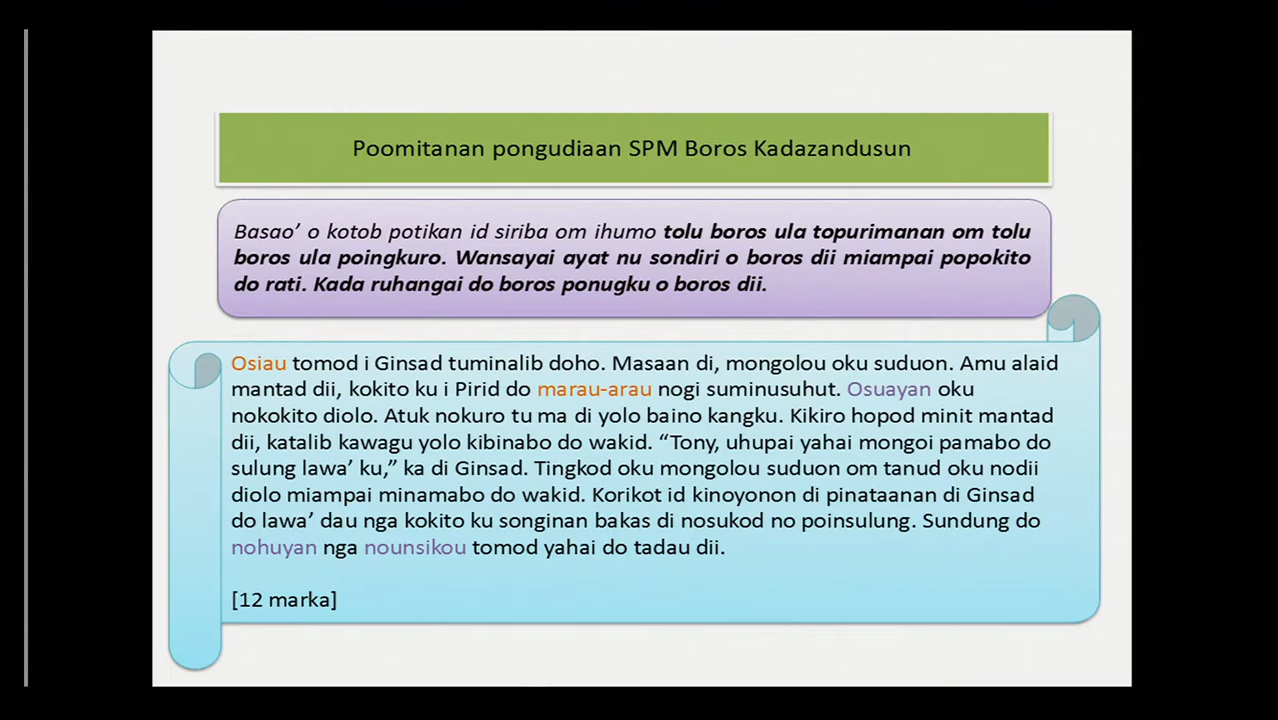 Poomitanan pongudiaan SPM Boros Kadazandusun
Basao’ o kotob potikan id siriba om ihumo tolu boros ula topurimanan om tolu
boros ula poingkuro. Wansayai ayat nu sondiri o boros dii miampai popokito
do rati. Kada ruhangai do boros ponugku o boros dii.
Osiau tomod i Ginsad tuminalib doho. Masaan di, mongolou oku suduon. Amu alaid
mantad dii, kokito ku i Pirid do marau-arau nogi suminusuhut. Osuayan oku
nokokito diolo. Atuk nokuro tu ma di yolo baino kangku. Kikiro hopod minit mantad
dii, katalib kawagu yolo kibinabo do wakid. “Tony, uhupai yahai mongoi pamabo do
sulung lawa’ ku,” ka di Ginsad. Tingkod oku mongolou suduon om tanud oku nodii
diolo miampai minamabo do wakid. Korikot id kinoyonon di pinataanan di Ginsad
do lawa’ dau nga kokito ku songinan bakas di nosukod no poinsulung. Sundung do
nohuyan nga nounsikou tomod yahai do tadau dii.
[12 marka]